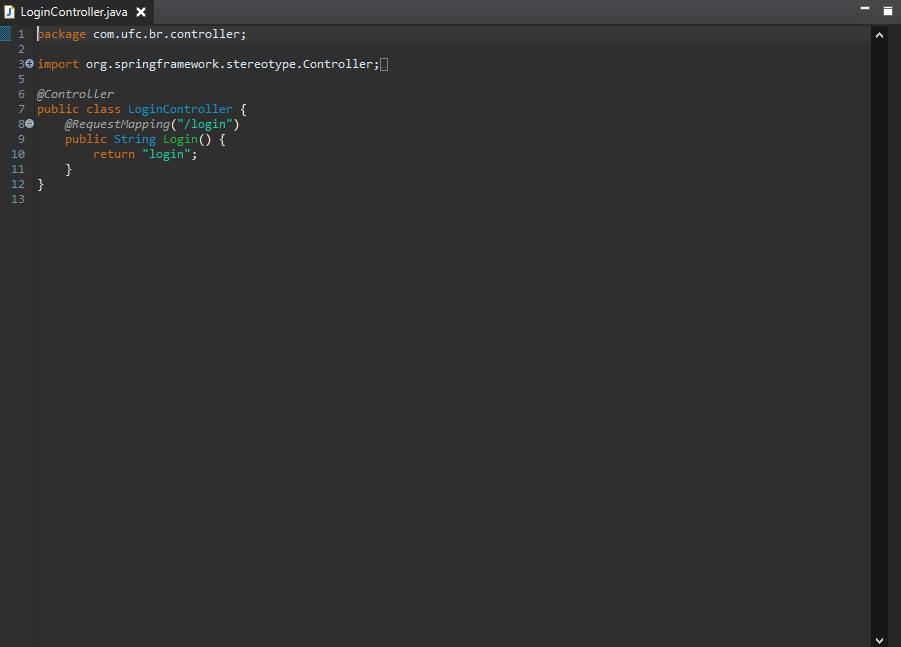 LoginController.java
1 package com.ufc.br.controller;
2
3 import org.springframework.stereotype.Controller;
5
6 @Controller
7 public class LoginController {
8 @RequestMapping("/login")
9 public String Login() {
10 return "login";
11 }
12 }
13